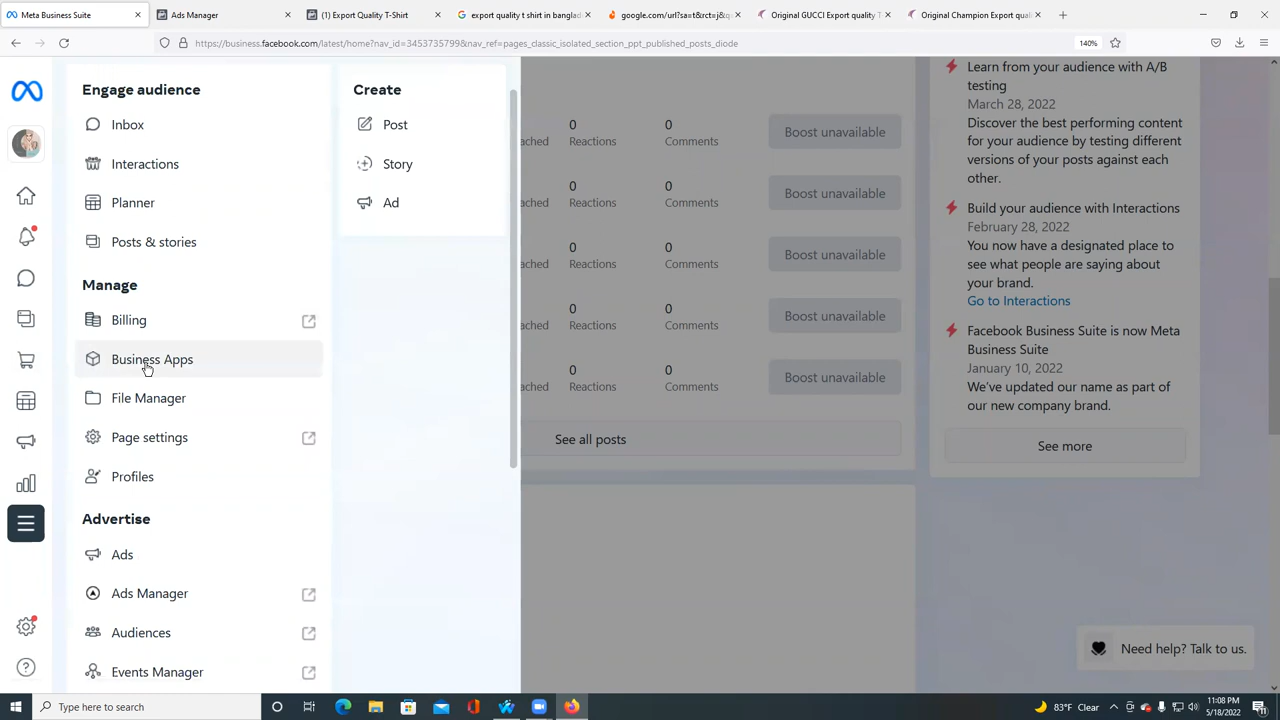 Meta Business Suite
Ads Manager
(1) Export Quality T-Shirt
export quality t shirt in banglad
google.com/url?sa=t&rct=j&q
Original GUCCI Export quality T
Original Champion Export quali
https://business.facebook.com/latest/home?nav_id=3453735799&nav_ref=pages_classic_isolated_section_ppt_published_posts_diode
140%
Engage audience
Inbox
Interactions
Planner
Posts & stories
Manage
Billing
Business Apps
File Manager
Page settings
Profiles
Advertise
Ads
Ads Manager
Audiences
Events Manager
Create
Post
Story
Ad
0 0
ached Reactions Comments Boost unavailable
0 0
ached Reactions Comments Boost unavailable
0 0
ached Reactions Comments Boost unavailable
0 0
ached Reactions Comments Boost unavailable
0 0
ached Reactions Comments Boost unavailable
See all posts
Learn from your audience with A/B
testing
March 28, 2022
Discover the best performing content
for your audience by testing different
versions of your posts against each
other.
Build your audience with Interactions
February 28, 2022
You now have a designated place to
see what people are saying about
your brand.
Go to Interactions
Facebook Business Suite is now Meta
Business Suite
January 10, 2022
We've updated our name as part of
our new company brand.
See more
Need help? Talk to us.
Type here to search
83°F Clear
11:08 PM
5/18/2022